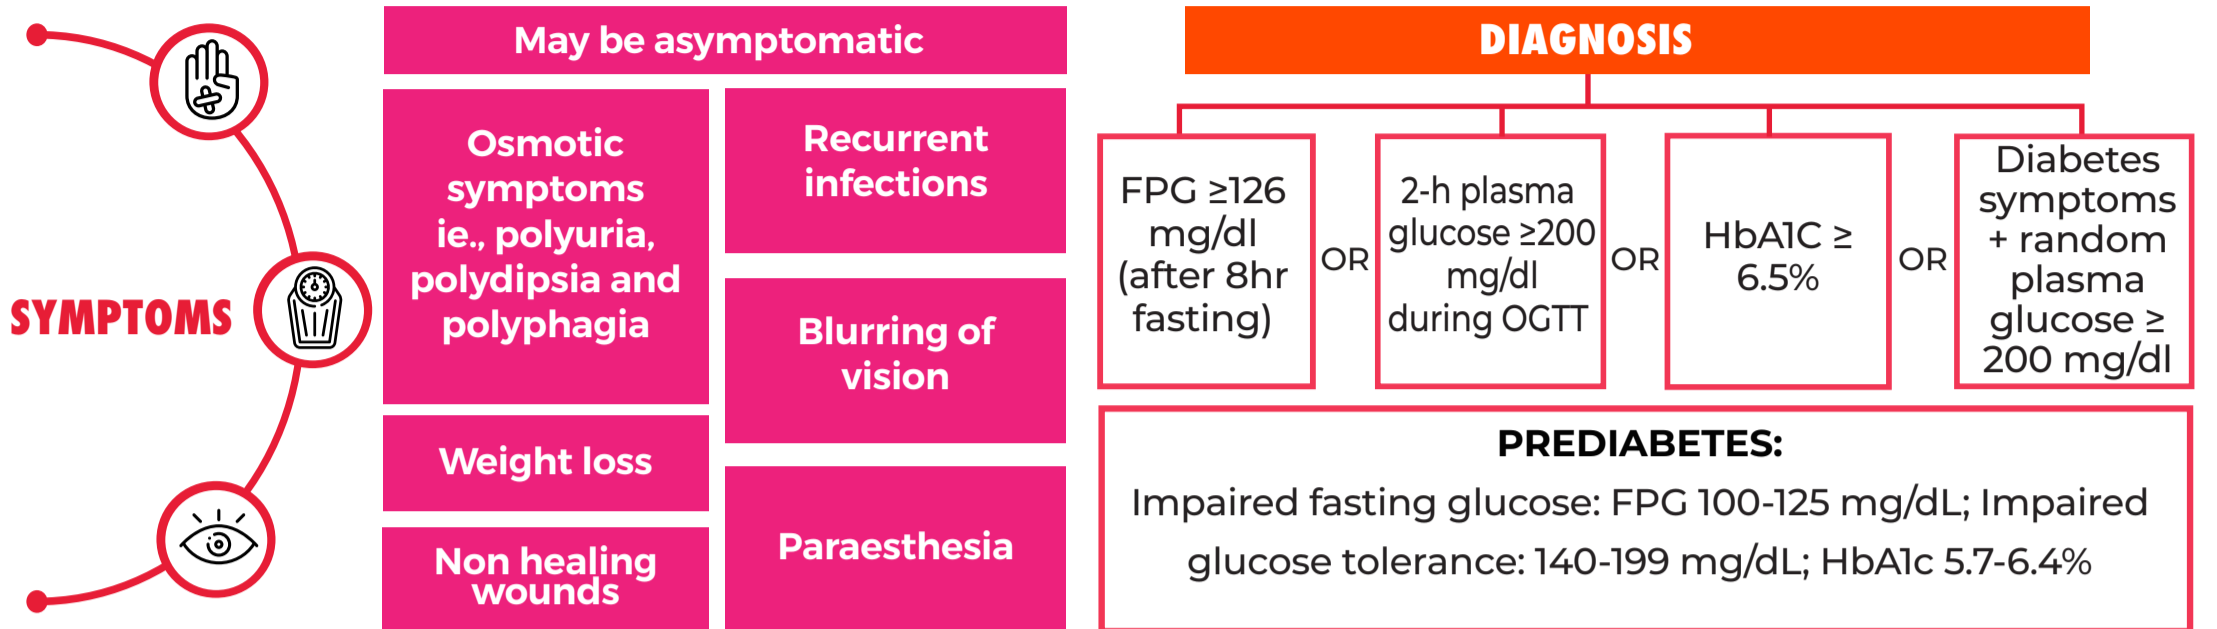 SYMPTOMS
May be asymptomatic
Osmotic
symptoms
ie., polyuria,
polydipsia and
polyphagia
Weight loss
Non healing
wounds
Recurrent
infections
Blurring of
vision
Paraesthesia
DIAGNOSIS
FPG ≥126
mg/dl
(after 8hr
fasting)
OR
2-h plasma
glucose ≥200
mg/dl
during OGTT
OR
HbA1C ≥
6.5%
OR
Diabetes
symptoms
+ random
plasma
glucose ≥
200 mg/dl
PREDIABETES:
Impaired fasting glucose: FPG 100-125 mg/dL; Impaired
glucose tolerance: 140-199 mg/dL; HbA1c 5.7-6.4%